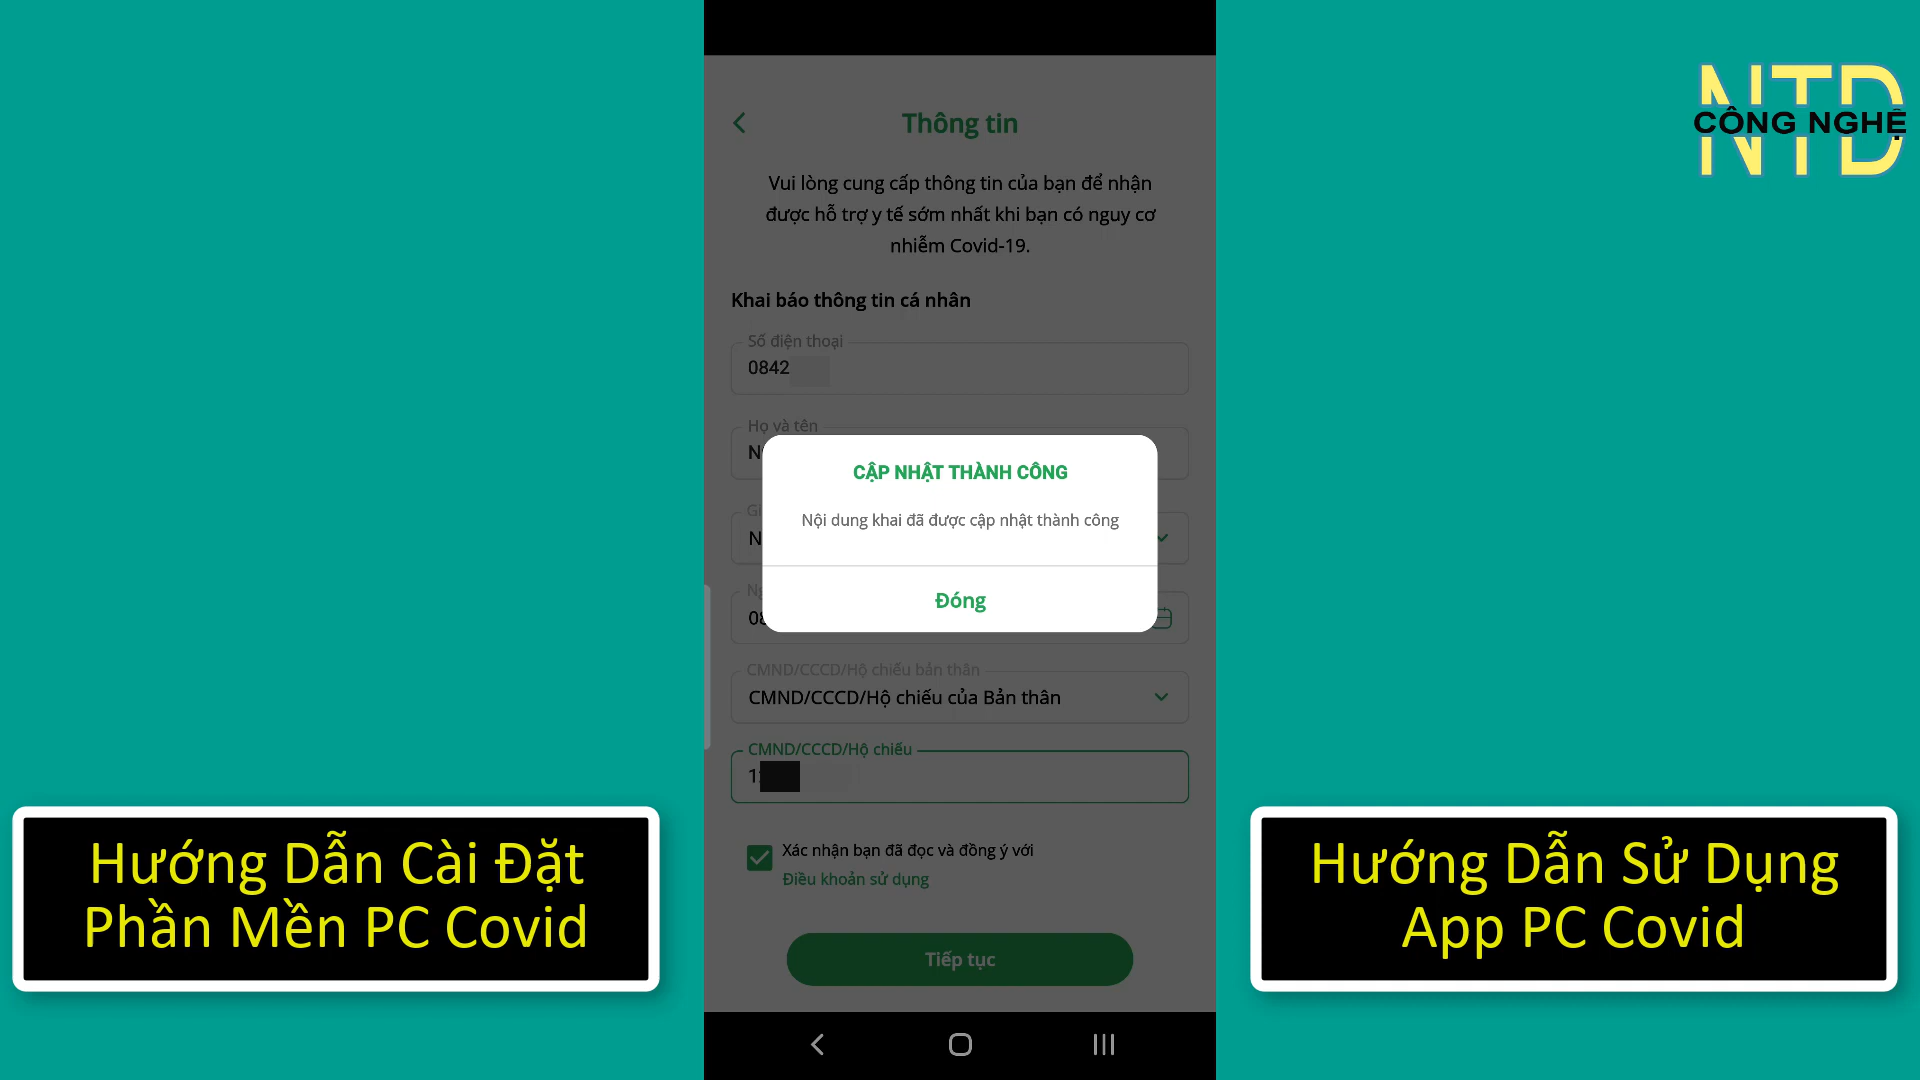 NTD
CÔNG NGHỆ
Thông tin
Vui lòng cung cấp thông tin của bạn để nhận
được hỗ trợ y tế sớm nhất khi bạn có nguy cơ
nhiễm Covid-19.
Khai báo thông tin cá nhân
Số điện thoại
0842
Họ và tên
CẬP NHẬT THÀNH CÔNG
Nội dung khai đã được cập nhật thành công
Đóng
CMND/CCCD/Hộ chiếu bản thân
CMND/CCCD/Hộ chiếu của Bản thân
CMND/CCCD/Hộ chiếu
Xác nhận bạn đã đọc và đồng ý với
Điều khoản sử dụng
Tiếp tục
Hướng Dẫn Cài Đặt
Phần Mền PC Covid
Hướng Dẫn Sử Dụng
App PC Covid